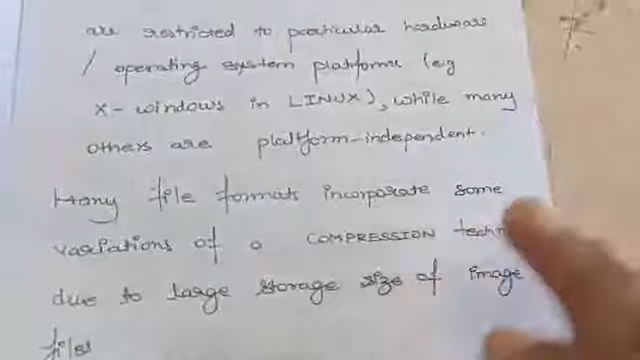 are restricted to particular hardware
/ operating system platforms (eg
X-windows in LINUX), while many
others are platform-independent.
Many file formats incorporate some
variations of a COMPRESSION techn
due to large storage size of image
files